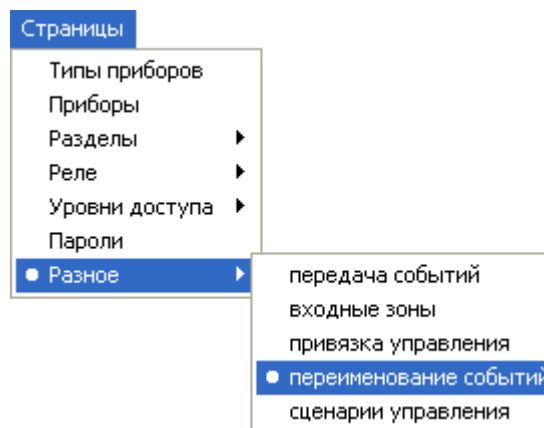 Страницы
Типы приборов
Приборы
Разделы
Реле
Уровни доступа
Пароли
Разное
передача событий
входные зоны
привязка управления
переименование событий
сценарии управления